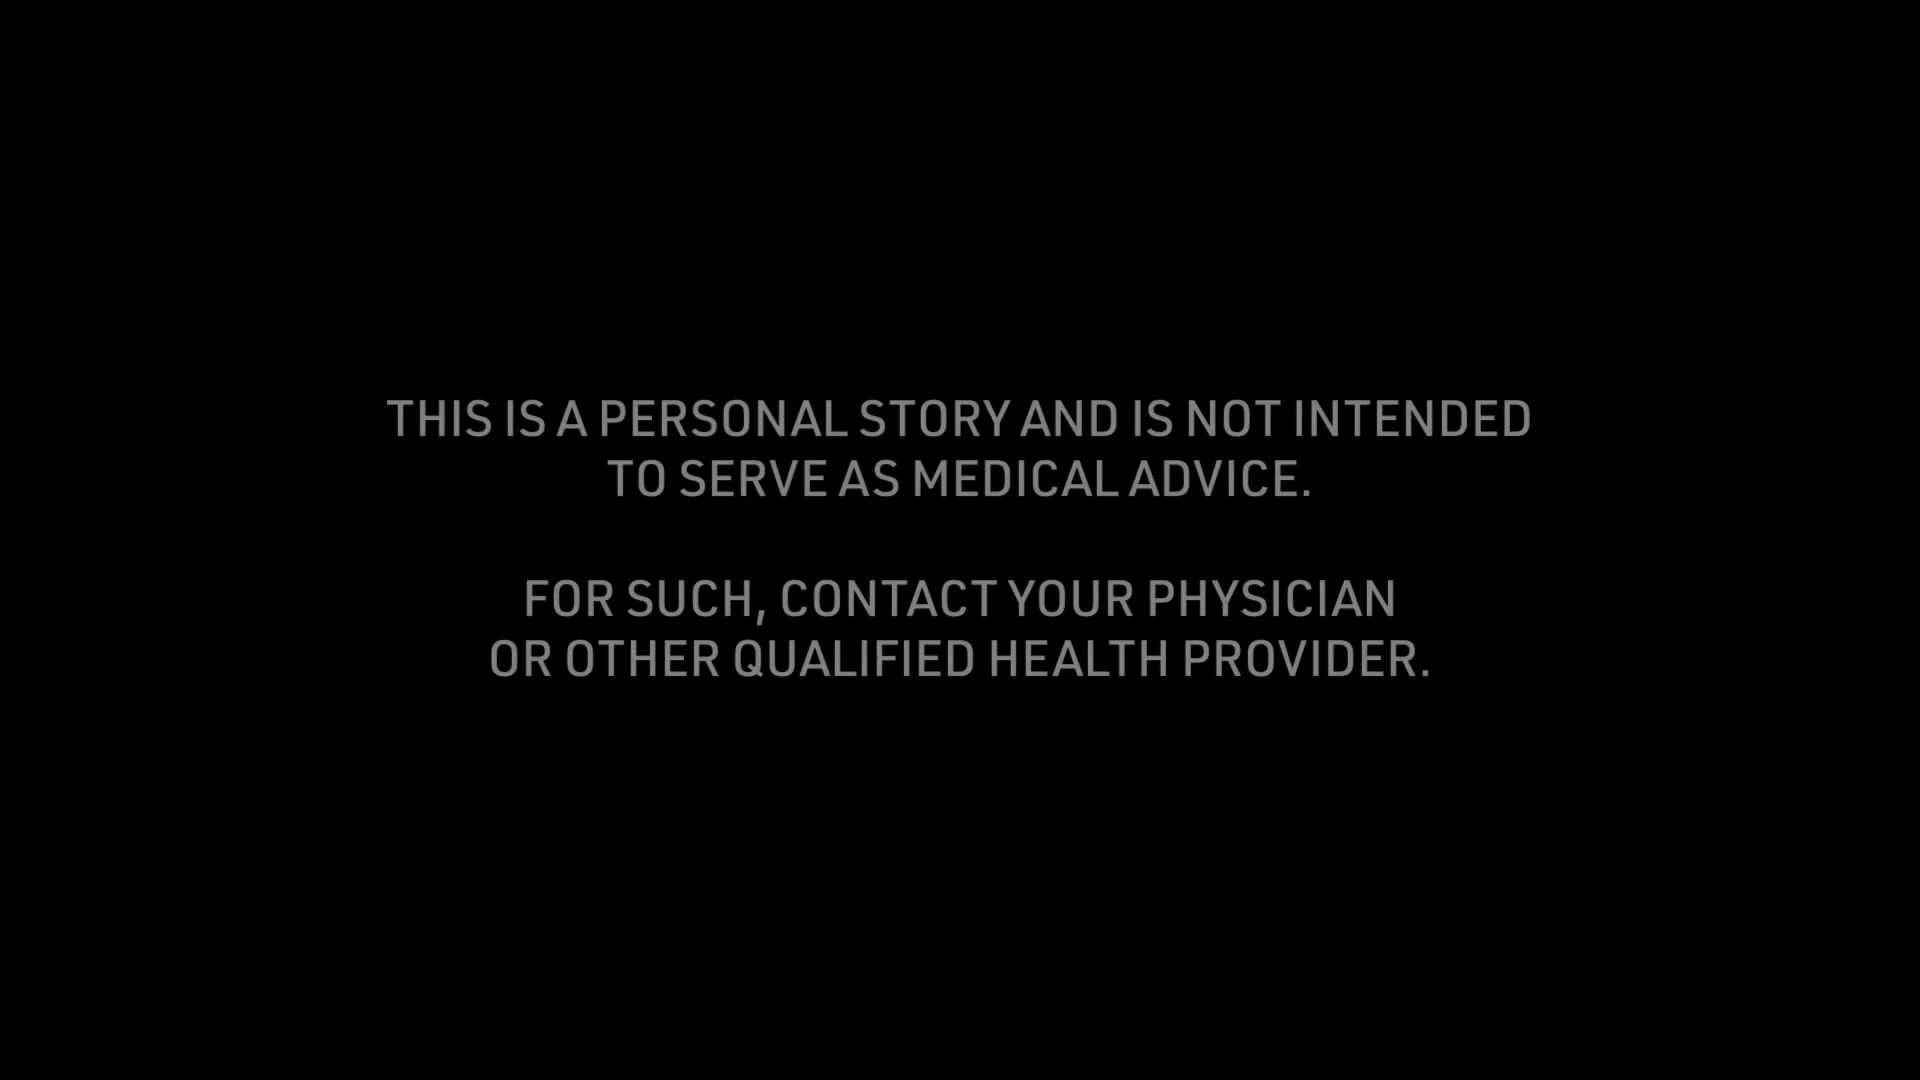 THIS IS A PERSONAL STORY AND IS NOT INTENDED
TO SERVE AS MEDICAL ADVICE.
FOR SUCH, CONTACT YOUR PHYSICIAN
OR OTHER QUALIFIED HEALTH PROVIDER.